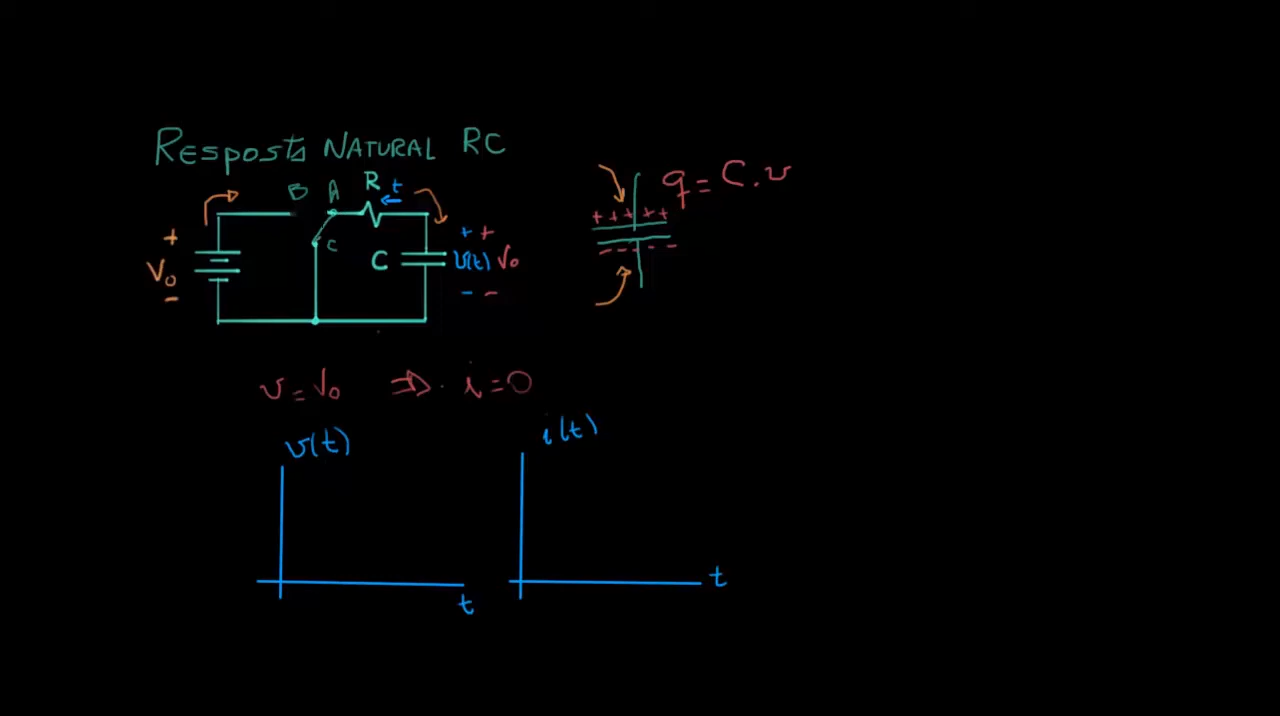 Resposta NATURAL RC
B A R t
+ + +
c
V₀ C v(t) V₀
- - -
+ + + + +
- - - - -
q = C.v
v = V₀ ⇒ i = 0
v(t) i(t)
t t